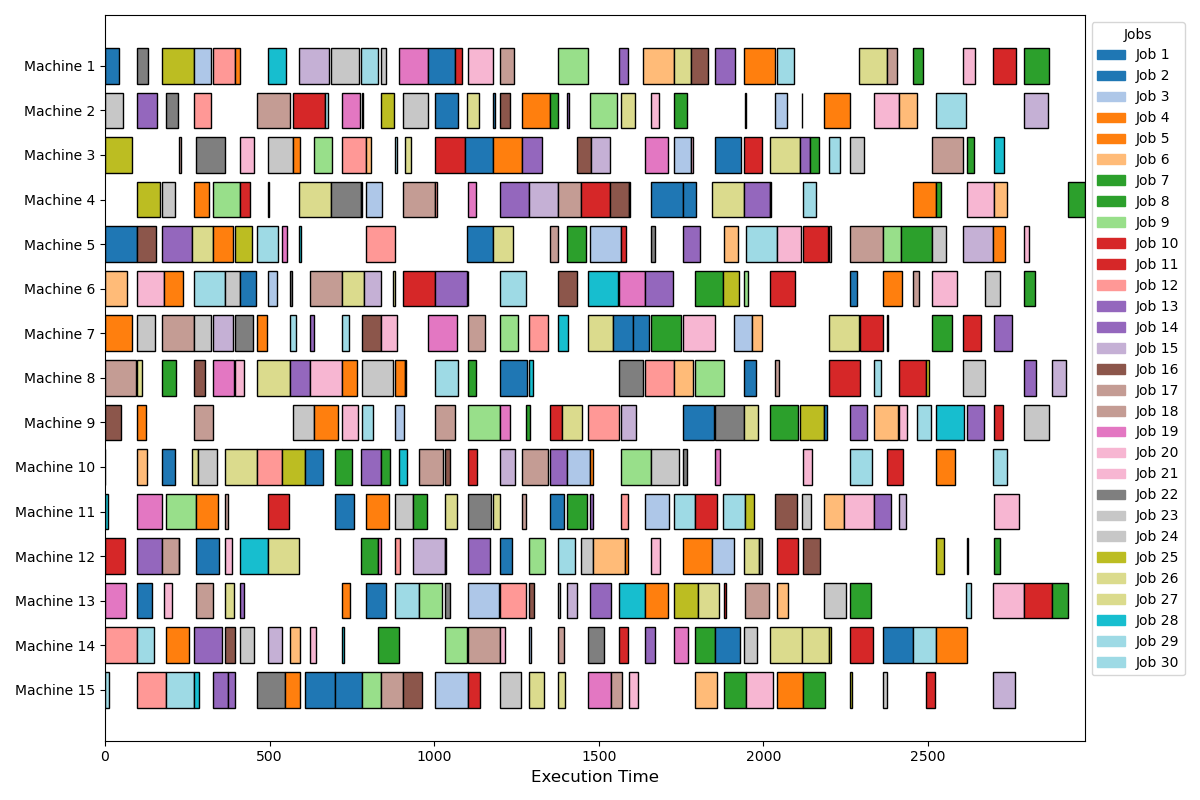 Machine 1
Machine 2
Machine 3
Machine 4
Machine 5
Machine 6
Machine 7
Machine 8
Machine 9
Machine 10
Machine 11
Machine 12
Machine 13
Machine 14
Machine 15
0 500 1000 1500 2000 2500
Execution Time
Jobs
Job 1
Job 2
Job 3
Job 4
Job 5
Job 6
Job 7
Job 8
Job 9
Job 10
Job 11
Job 12
Job 13
Job 14
Job 15
Job 16
Job 17
Job 18
Job 19
Job 20
Job 21
Job 22
Job 23
Job 24
Job 25
Job 26
Job 27
Job 28
Job 29
Job 30